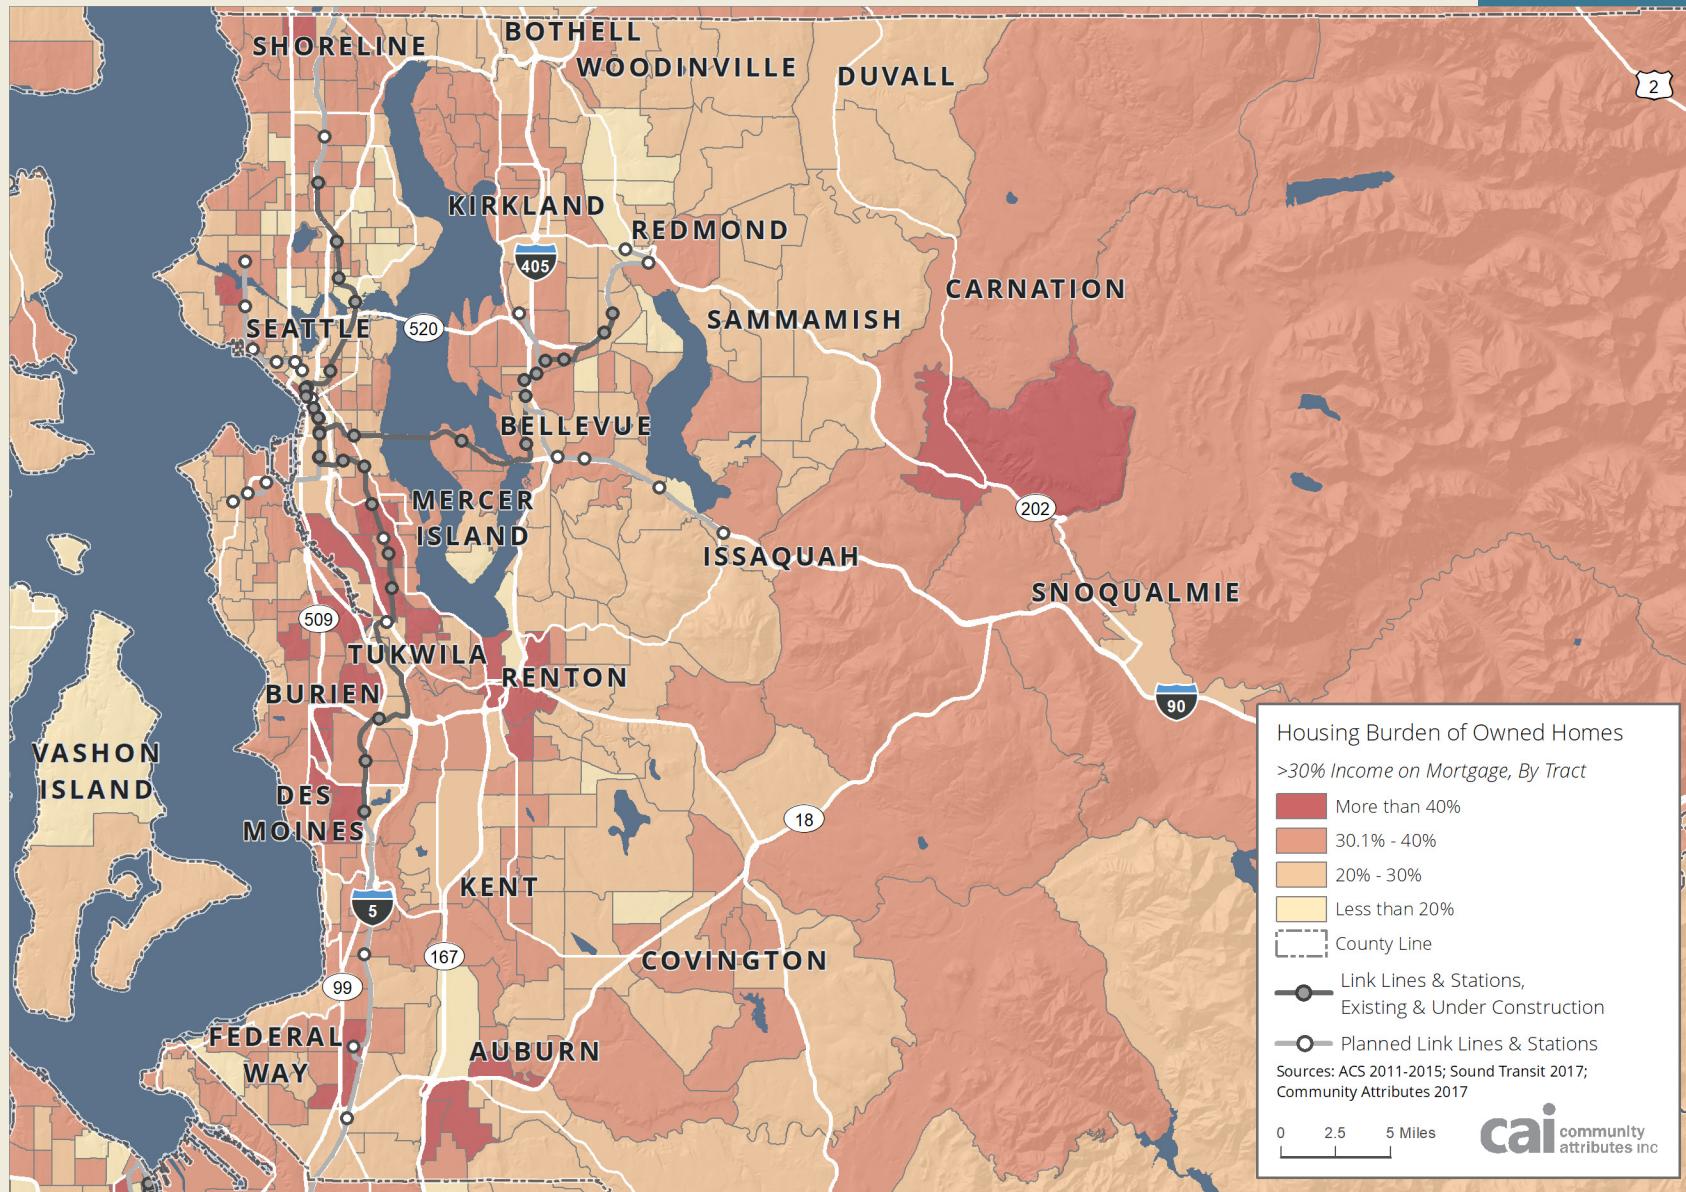 SHORELINE
BOTHELL
WOODINVILLE
DUVALL
2
KIRKLAND
REDMOND
405
CARNATION
SEATTLE
520
SAMMAMISH
BELLEVUE
MERCER
ISLAND
202
ISSAQUAH
SNOQUALMIE
509
TUKWILA
RENTON
BURIEN
90
VASHON
ISLAND
DES
MOINES
18
KENT
5
167
COVINGTON
99
FEDERAL
WAY
AUBURN
Housing Burden of Owned Homes
>30% Income on Mortgage, By Tract
More than 40%
30.1% - 40%
20% - 30%
Less than 20%
County Line
Link Lines & Stations,
Existing & Under Construction
Planned Link Lines & Stations
Sources: ACS 2011-2015; Sound Transit 2017;
Community Attributes 2017
0 2.5 5 Miles
cai community
attributes inc